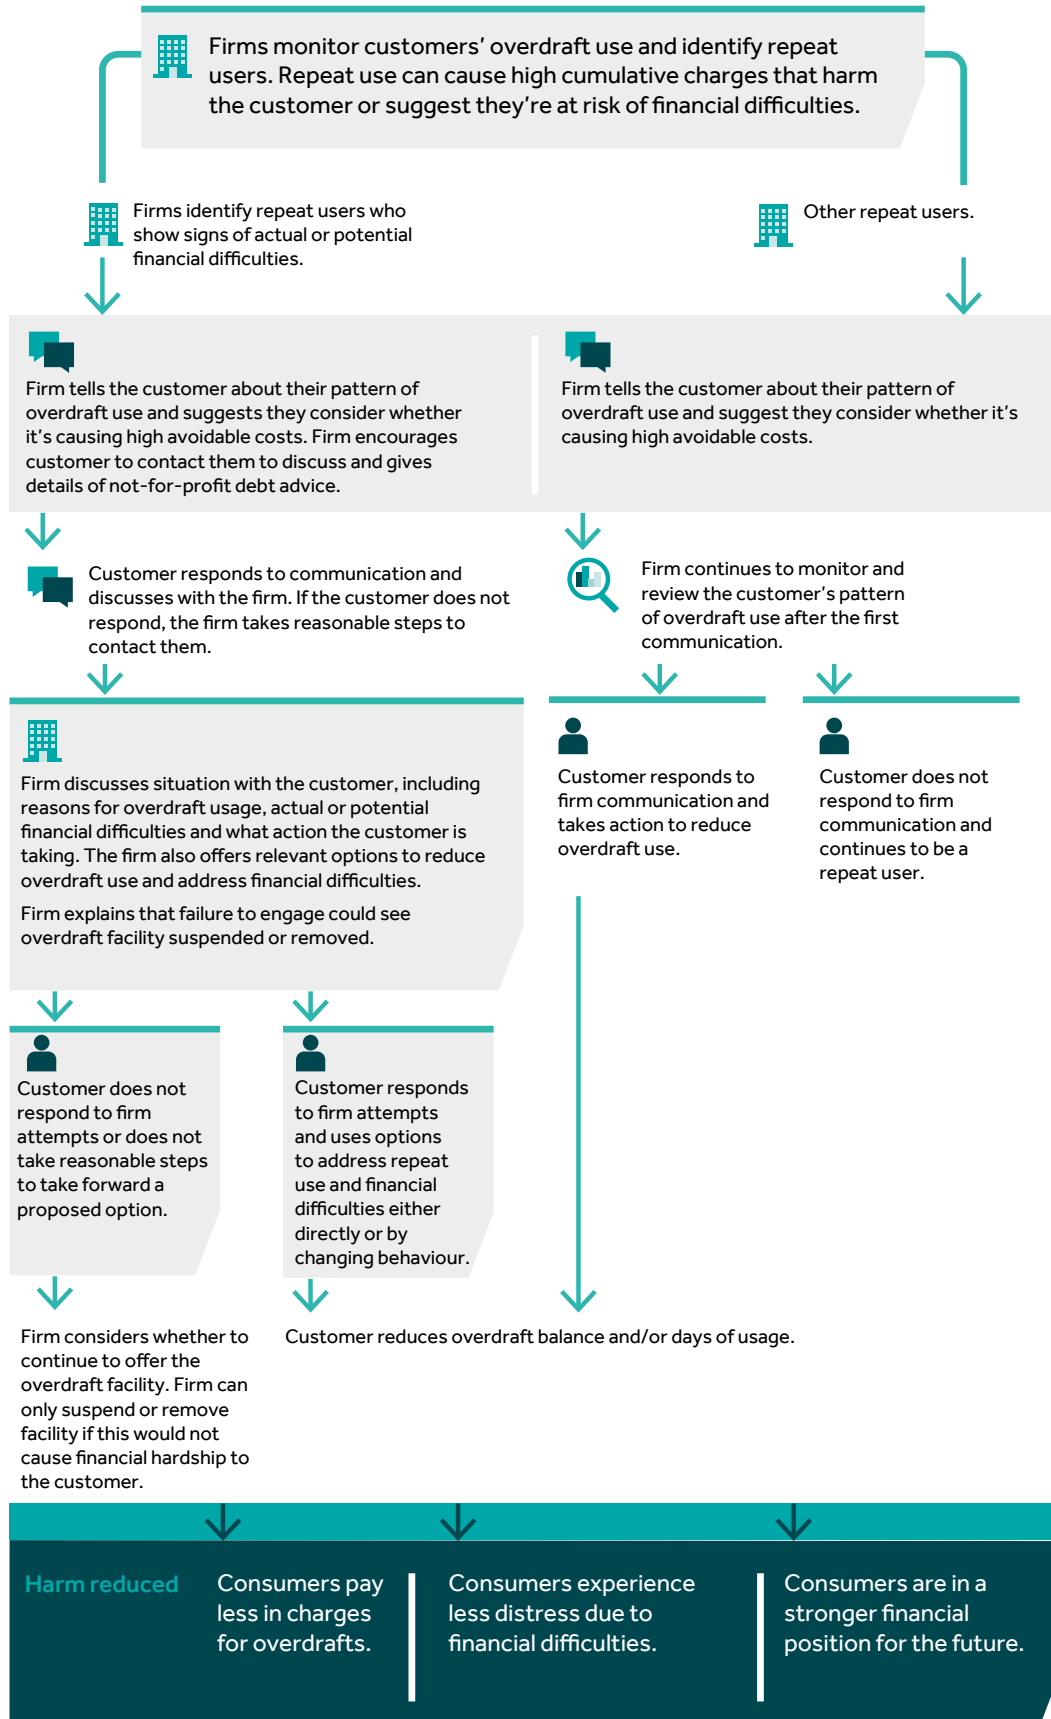 Firms monitor customers’ overdraft use and identify repeat
users. Repeat use can cause high cumulative charges that harm
the customer or suggest they’re at risk of financial difficulties.
Firms identify repeat users who
show signs of actual or potential
financial difficulties.
Other repeat users.
Firm tells the customer about their pattern of
overdraft use and suggests they consider whether
it's causing high avoidable costs. Firm encourages
customer to contact them to discuss and gives
details of not-for-profit debt advice.
Firm tells the customer about their pattern of
overdraft use and suggest they consider whether it's
causing high avoidable costs.
Customer responds to communication and
discusses with the firm. If the customer does not
respond, the firm takes reasonable steps to
contact them.
Firm continues to monitor and
review the customer’s pattern
of overdraft use after the first
communication.
Firm discusses situation with the customer, including
reasons for overdraft usage, actual or potential
financial difficulties and what action the customer is
taking. The firm also offers relevant options to reduce
overdraft use and address financial difficulties.
Firm explains that failure to engage could see
overdraft facility suspended or removed.
Customer responds to
firm communication and
takes action to reduce
overdraft use.
Customer does not
respond to firm
communication and
continues to be a
repeat user.
Customer does not
respond to firm
attempts or does not
take reasonable steps
to take forward a
proposed option.
Customer responds
to firm attempts
and uses options
to address repeat
use and financial
difficulties either
directly or by
changing behaviour.
Firm considers whether to
continue to offer the
overdraft facility. Firm can
only suspend or remove
facility if this would not
cause financial hardship to
the customer.
Customer reduces overdraft balance and/or days of usage.
Harm reduced
Consumers pay
less in charges
for overdrafts.
Consumers experience
less distress due to
financial difficulties.
Consumers are in a
stronger financial
position for the future.